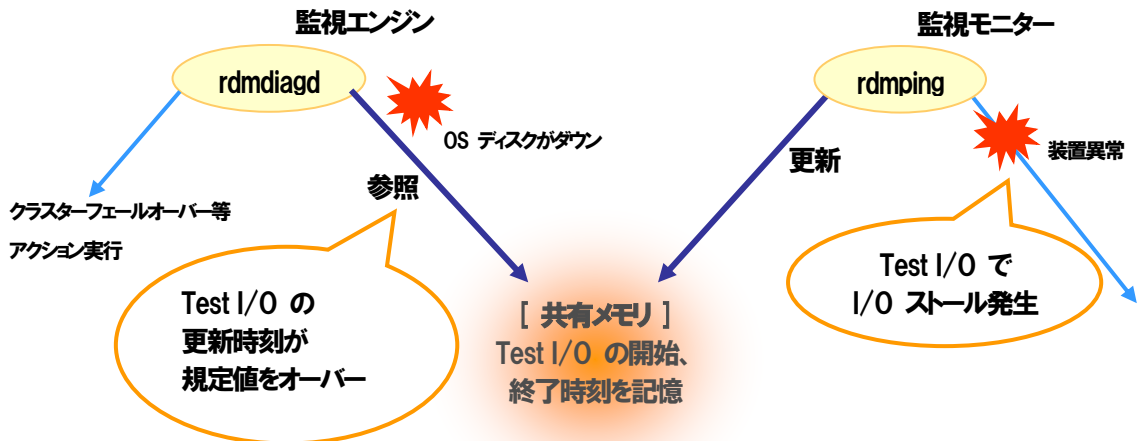 監視エンジン
監視モニター
rdmdiagd
rdmping
OS ディスクがダウン
参照
更新
装置異常
クラスターフェールオーバー等
アクション実行
Test I/O の
更新時刻が
規定値をオーバー
[ 共有メモリ ]
Test I/O の開始、
終了時刻を記憶
Test I/O で
I/O ストール発生